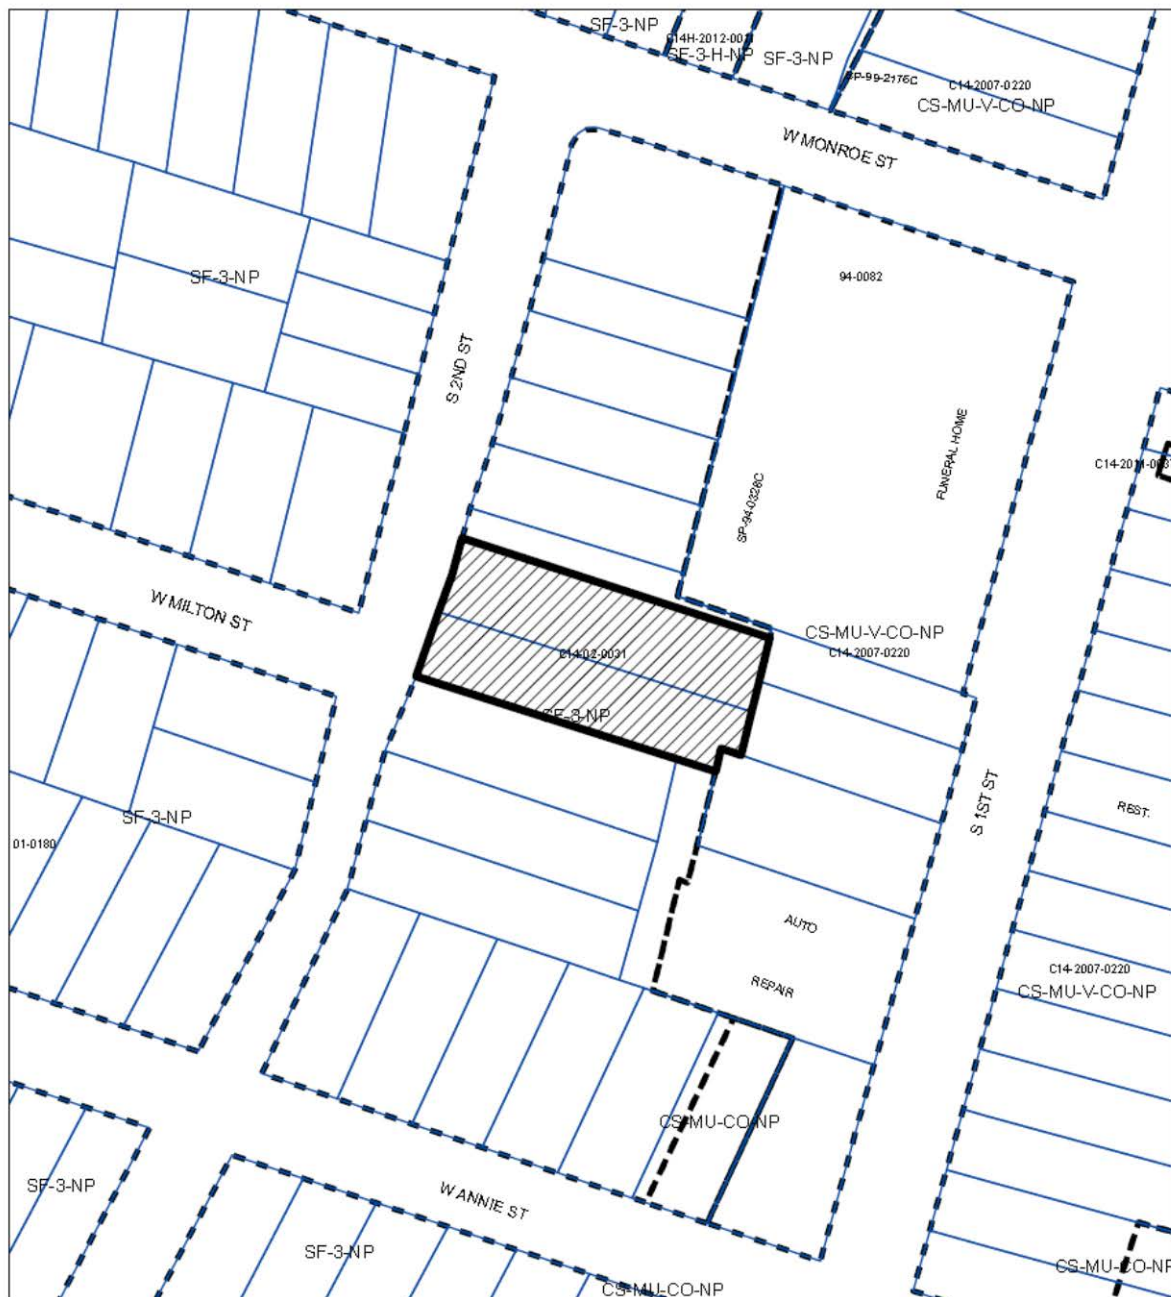 SF-3-NP
C14H-2012-0011
SF-3-H-NP
SF-3-NP
SP-99-2176C
C14-2007-0220
CS-MU-V-CO-NP
W MONROE ST
SF-3-NP
94-0082
S 2ND ST
FUNERAL HOME
SP-94-0326C
W MILTON ST
C14-02-0031
CS-MU-V-CO-NP
C14-2007-0220
SF-3-NP
S 1ST ST
REST.
SF-3-NP
01-0180
AUTO
REPAIR
C14-2007-0220
CS-MU-V-CO-NP
CS-MU-CO-NP
SF-3-NP
W ANNIE ST
SF-3-NP
CS-MU-CO-NP
CS-MU-CO-NP